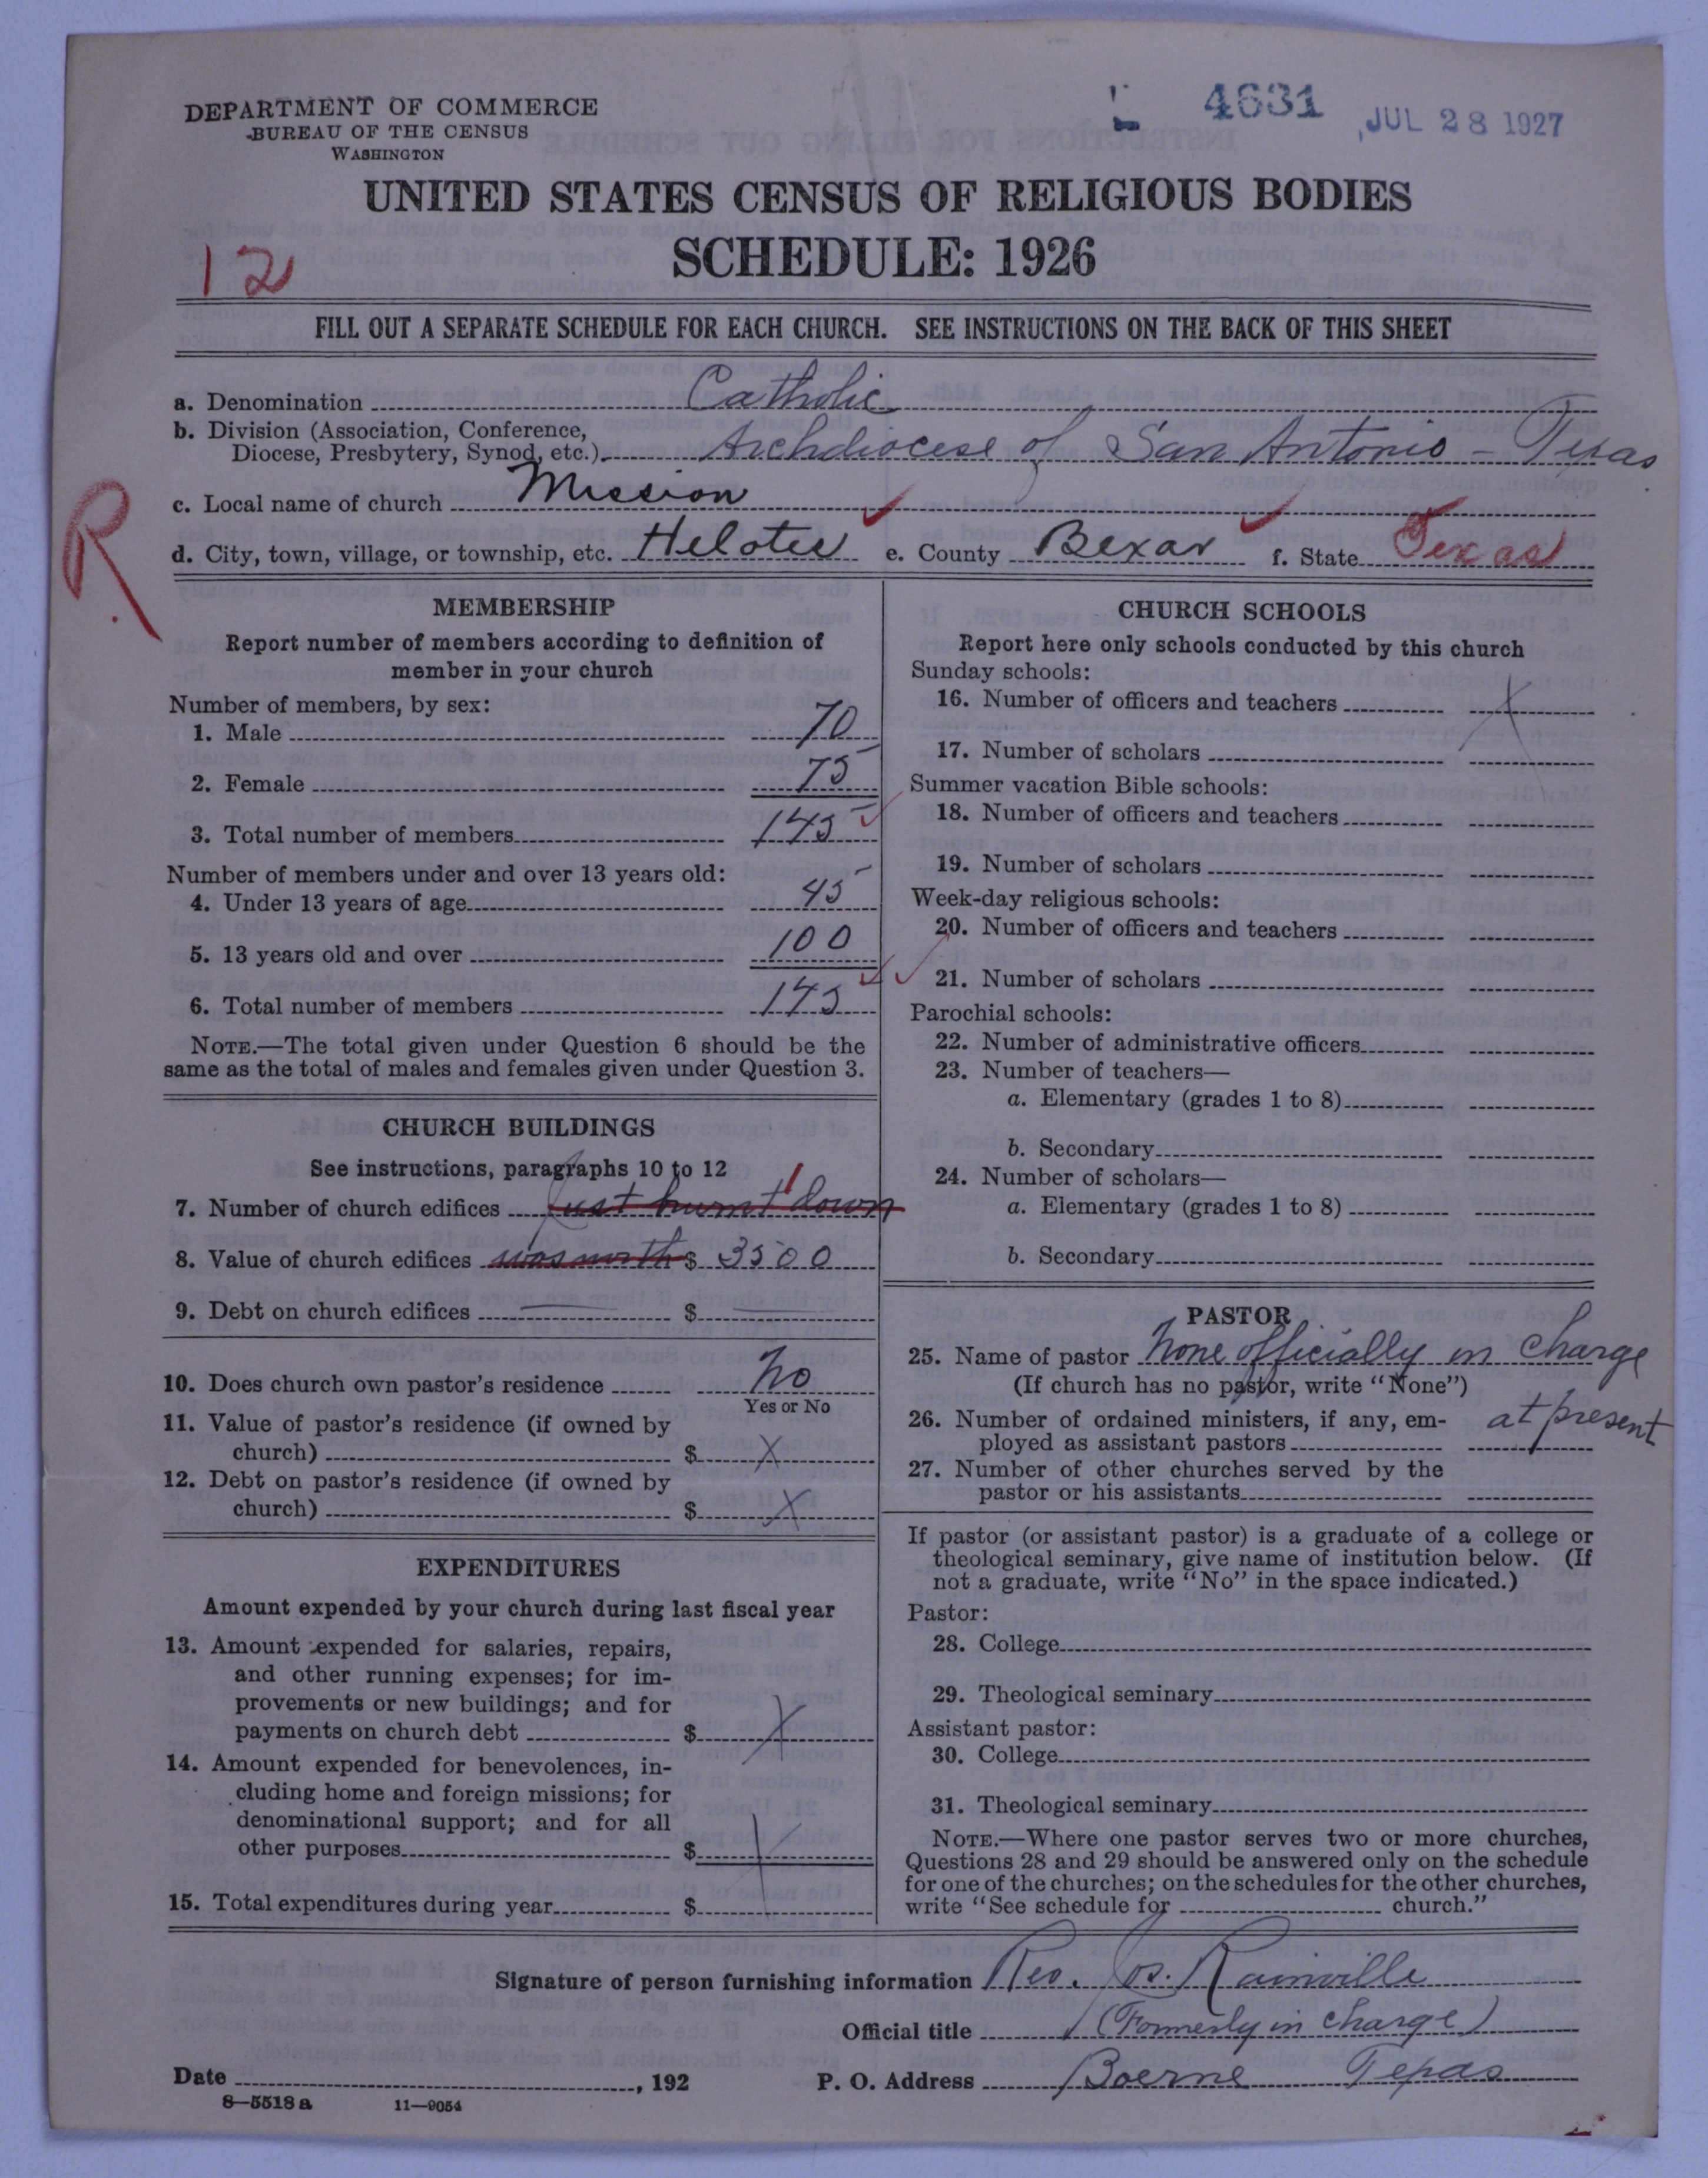 L 4631 JUL 28 1927
DEPARTMENT OF COMMERCE
BUREAU OF THE CENSUS
WASHINGTON
UNITED STATES CENSUS OF RELIGIOUS BODIES
SCHEDULE: 1926
12
FILL OUT A SEPARATE SCHEDULE FOR EACH CHURCH. SEE INSTRUCTIONS ON THE BACK OF THIS SHEET
a. Denomination Catholic
b. Division (Association, Conference,
Diocese, Presbytery, Synod, etc.) Archdiocese of San Antonio - Texas
c. Local name of church Mission
R
d. City, town, village, or township, etc. Helotes e. County Bexar f. State Texas
MEMBERSHIP
Report number of members according to definition of
member in your church
Number of members, by sex:
1. Male 70
2. Female 75
3. Total number of members 145
Number of members under and over 13 years old:
4. Under 13 years of age 45
5. 13 years old and over 100
6. Total number of members 145
NOTE.—The total given under Question 6 should be the
same as the total of males and females given under Question 3.
CHURCH BUILDINGS
See instructions, paragraphs 10 to 12
1
7. Number of church edifices Just burnt down
8. Value of church edifices was worth $ 3500
9. Debt on church edifices — $ —
10. Does church own pastor's residence No
Yes or No
11. Value of pastor's residence (if owned by
church) $ X
12. Debt on pastor's residence (if owned by
church) $ X
EXPENDITURES
Amount expended by your church during last fiscal year
13. Amount expended for salaries, repairs,
and other running expenses; for im-
provements or new buildings; and for
payments on church debt $ X
14. Amount expended for benevolences, in-
cluding home and foreign missions; for
denominational support; and for all
other purposes $ X
15. Total expenditures during year $
CHURCH SCHOOLS
Report here only schools conducted by this church
Sunday schools:
16. Number of officers and teachers X
17. Number of scholars
Summer vacation Bible schools:
18. Number of officers and teachers
19. Number of scholars
Week-day religious schools:
20. Number of officers and teachers
21. Number of scholars
Parochial schools:
22. Number of administrative officers
23. Number of teachers—
a. Elementary (grades 1 to 8)
b. Secondary
24. Number of scholars—
a. Elementary (grades 1 to 8)
b. Secondary
PASTOR
25. Name of pastor None officially in charge
(If church has no pastor, write "None")
26. Number of ordained ministers, if any, em- at present
ployed as assistant pastors
27. Number of other churches served by the
pastor or his assistants
If pastor (or assistant pastor) is a graduate of a college or
theological seminary, give name of institution below. (If
not a graduate, write "No" in the space indicated.)
Pastor:
28. College
29. Theological seminary
Assistant pastor:
30. College
31. Theological seminary
NOTE.—Where one pastor serves two or more churches,
Questions 28 and 29 should be answered only on the schedule
for one of the churches; on the schedules for the other churches,
write "See schedule for church."
Signature of person furnishing information Rev. Jos. Rainville
Official title (Formerly in charge)
Date , 192 P. O. Address Boerne Texas
8—5518 a 11—9054